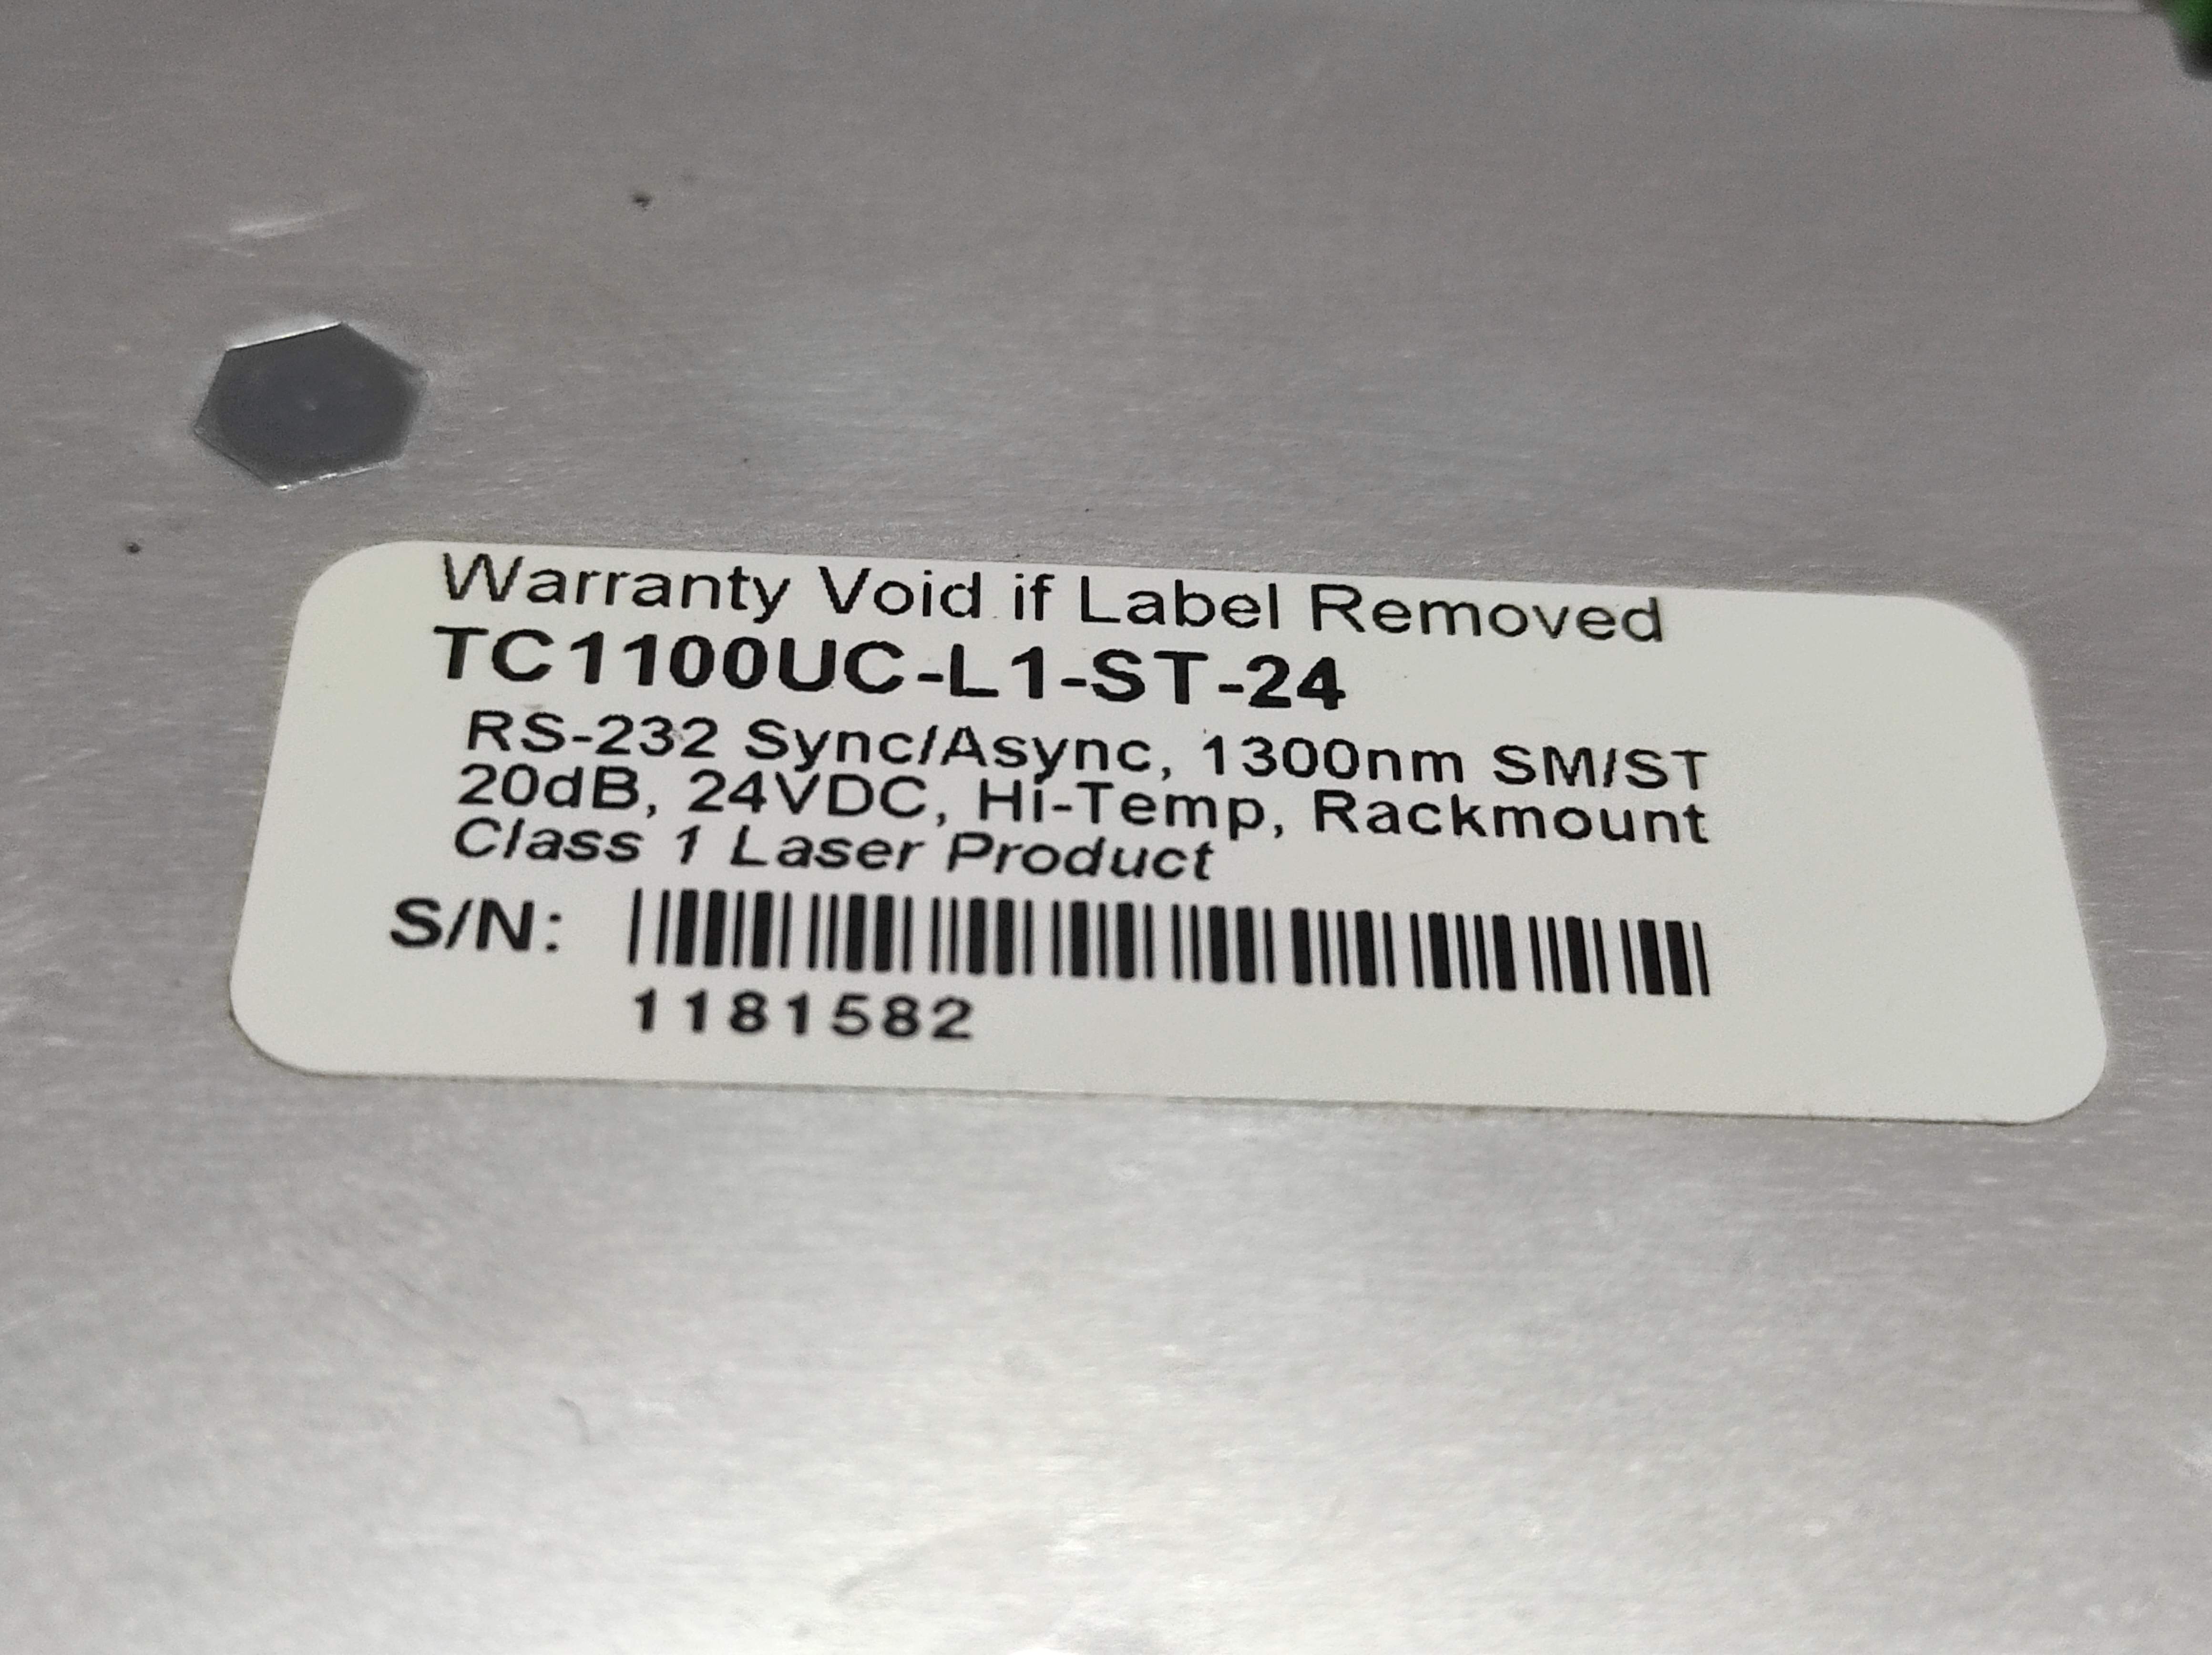 Warranty Void if Label Removed
TC1100UC-L1-ST-24
RS-232 Sync/Async, 1300nm SM/ST
20dB, 24VDC, Hi-Temp, Rackmount
Class 1 Laser Product
S/N:
1181582